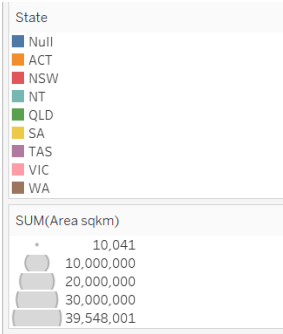 State
Null
ACT
NSW
NT
QLD
SA
TAS
VIC
WA
SUM(Area sqkm)
10,041
10,000,000
20,000,000
30,000,000
39,548,001